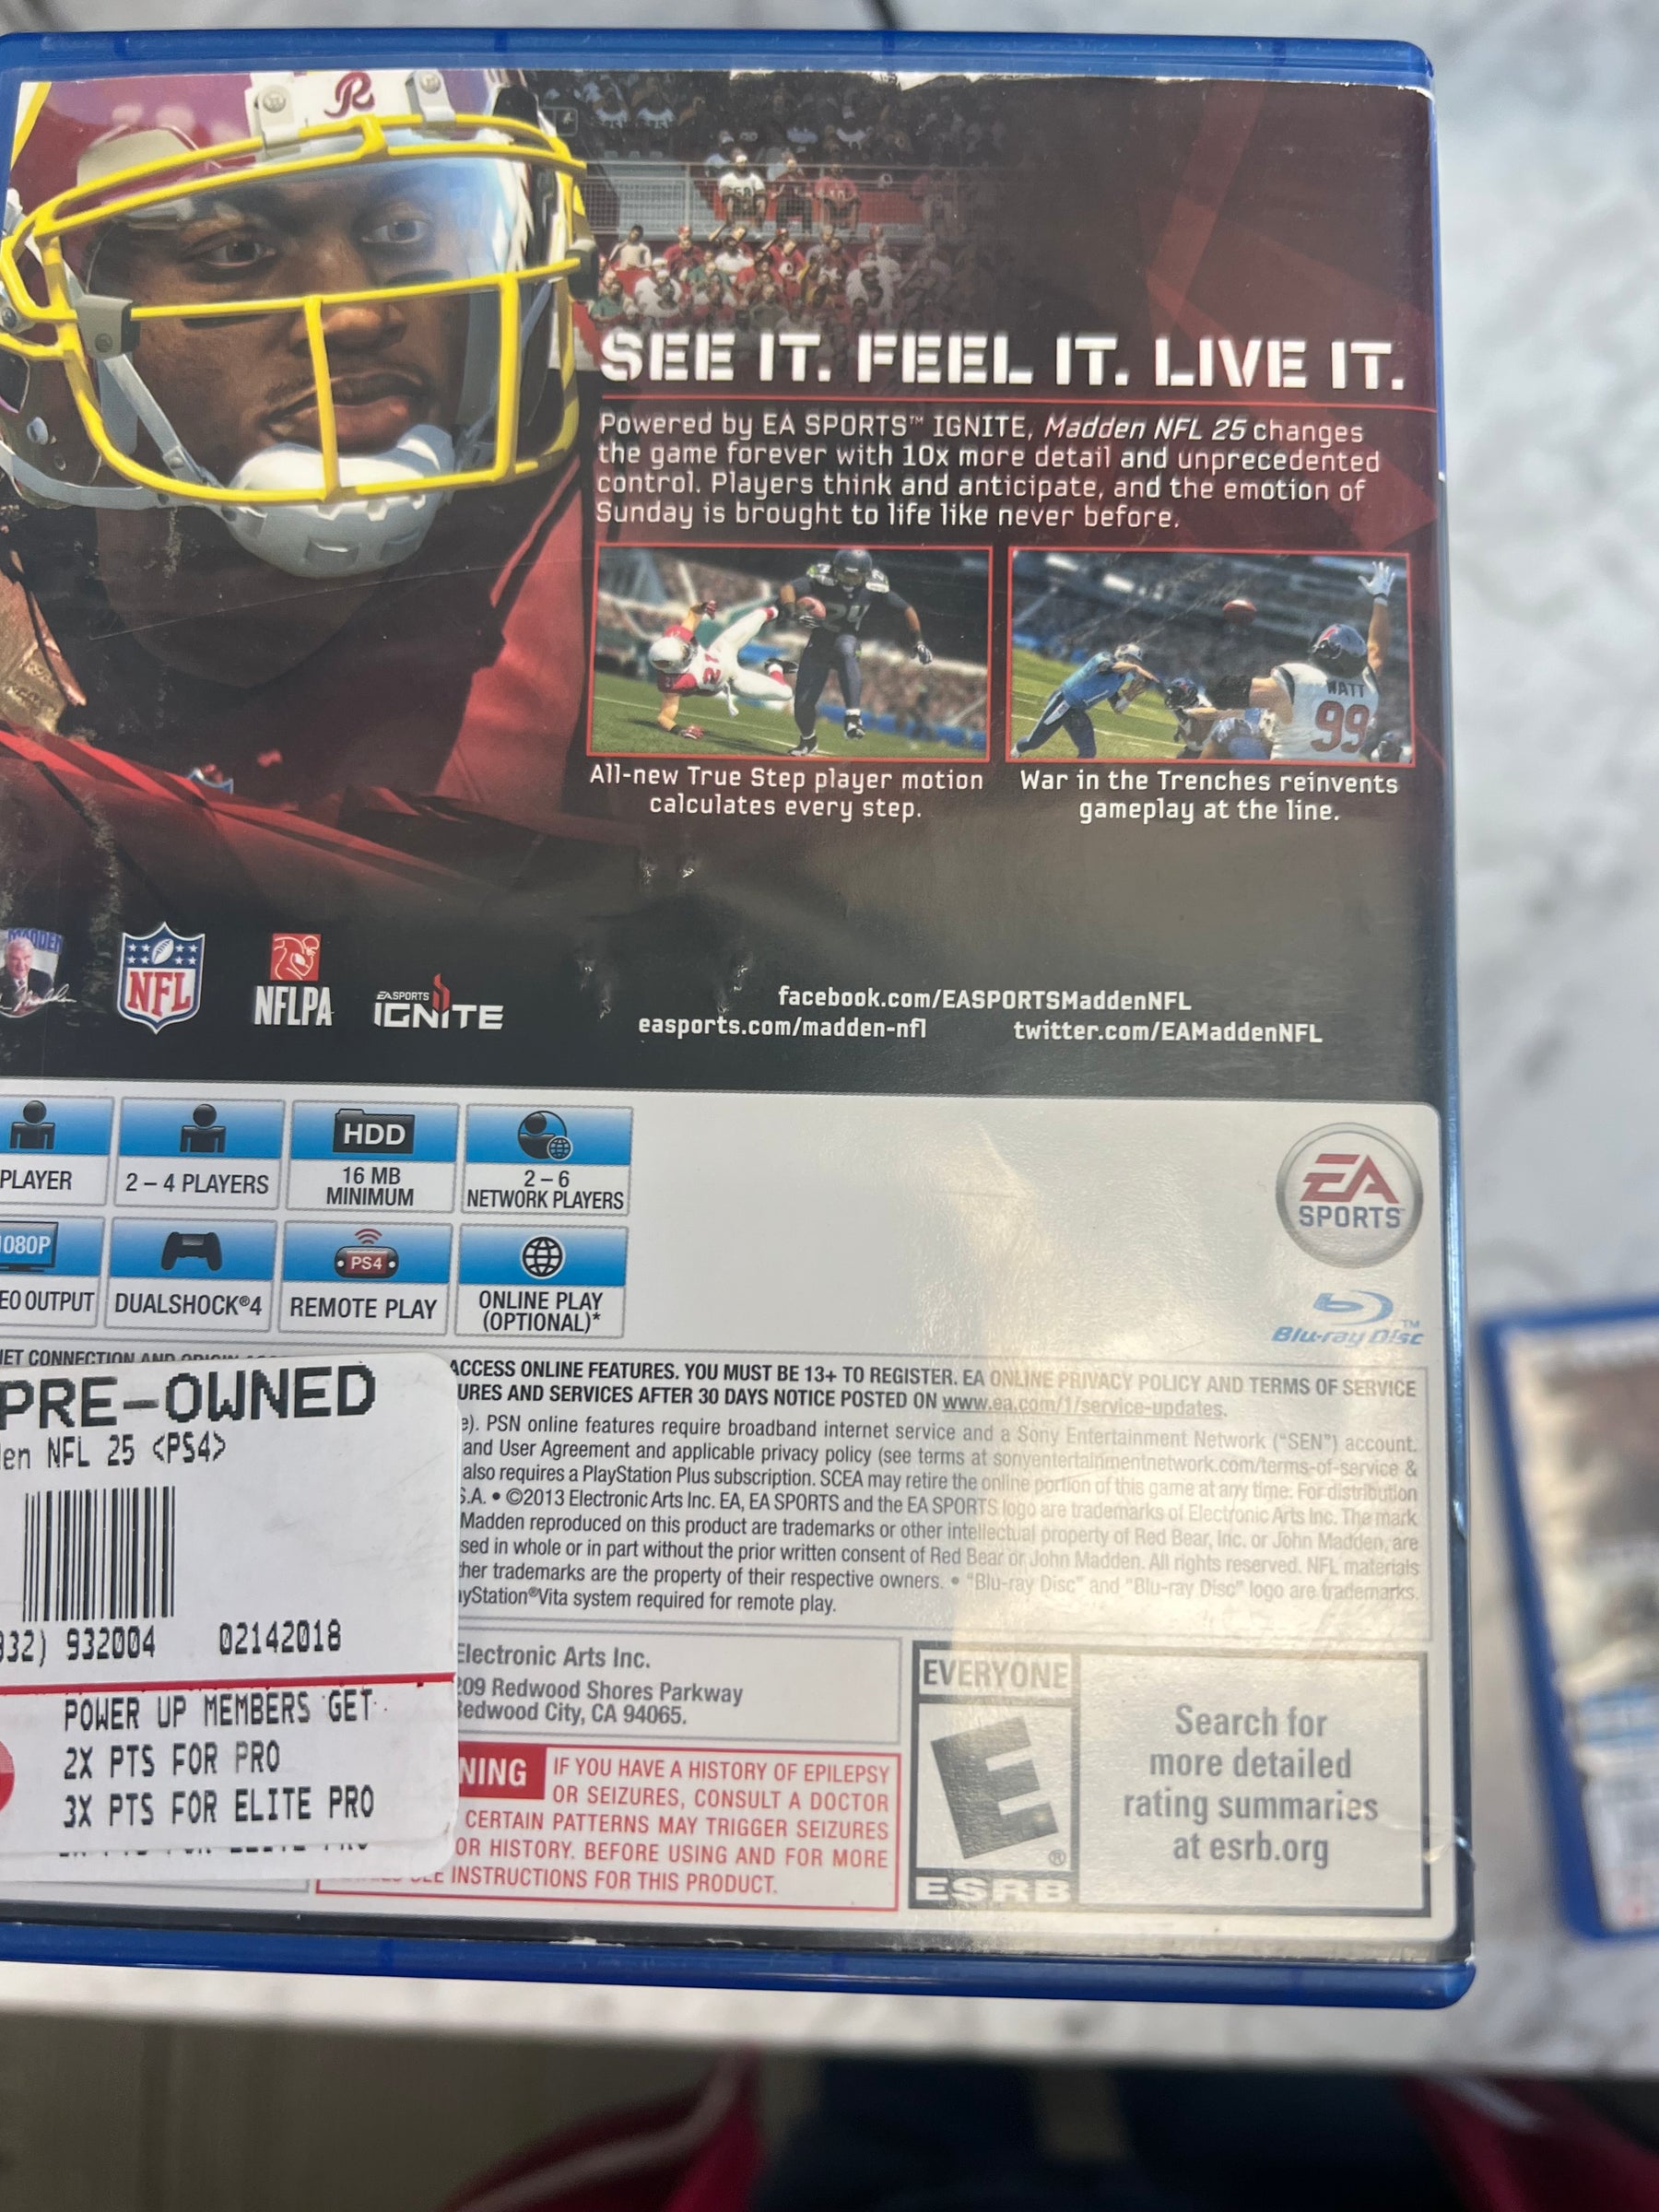 R
SEE IT. FEEL IT. LIVE IT.
Powered by EA SPORTS™ IGNITE, Madden NFL 25 changes
the game forever with 10x more detail and unprecedented
control. Players think and anticipate, and the emotion of
Sunday is brought to life like never before.
24
21
WATT
99
All-new True Step player motion
calculates every step.
War in the Trenches reinvents
gameplay at the line.
MADDEN
NFL
NFLPA
EA SPORTS
IGNITE
facebook.com/EASPORTSMaddenNFL
easports.com/madden-nfl
twitter.com/EAMaddenNFL
PLAYER
2 – 4 PLAYERS
HDD
16 MB
MINIMUM
2 – 6
NETWORK PLAYERS
1080P
EO OUTPUT
DUALSHOCK®4
PS4
REMOTE PLAY
ONLINE PLAY
(OPTIONAL)*
EA
SPORTS™
Blu-ray Disc™
NET CONNECTION AND ORIGIN
ACCESS ONLINE FEATURES. YOU MUST BE 13+ TO REGISTER. EA ONLINE PRIVACY POLICY AND TERMS OF SERVICE
URES AND SERVICES AFTER 30 DAYS NOTICE POSTED ON www.ea.com/1/service-updates.
e). PSN online features require broadband internet service and a Sony Entertainment Network (“SEN”) account.
and User Agreement and applicable privacy policy (see terms at sonyentertainmentnetwork.com/terms-of-service &
also requires a PlayStation Plus subscription. SCEA may retire the online portion of this game at any time. For distribution
S.A. • ©2013 Electronic Arts Inc. EA, EA SPORTS and the EA SPORTS logo are trademarks of Electronic Arts Inc. The mark
Madden reproduced on this product are trademarks or other intellectual property of Red Bear, Inc. or John Madden, are
sed in whole or in part without the prior written consent of Red Bear or John Madden. All rights reserved. NFL materials
her trademarks are the property of their respective owners. • “Blu-ray Disc” and “Blu-ray Disc” logo are trademarks.
ayStation®Vita system required for remote play.
PRE-OWNED
en NFL 25 <PS4>
32) 932004 02142018
POWER UP MEMBERS GET
2X PTS FOR PRO
3X PTS FOR ELITE PRO
Electronic Arts Inc.
209 Redwood Shores Parkway
Redwood City, CA 94065.
NING
IF YOU HAVE A HISTORY OF EPILEPSY
OR SEIZURES, CONSULT A DOCTOR
CERTAIN PATTERNS MAY TRIGGER SEIZURES
OR HISTORY. BEFORE USING AND FOR MORE
INSTRUCTIONS FOR THIS PRODUCT.
EVERYONE
E
®
ESRB
Search for
more detailed
rating summaries
at esrb.org